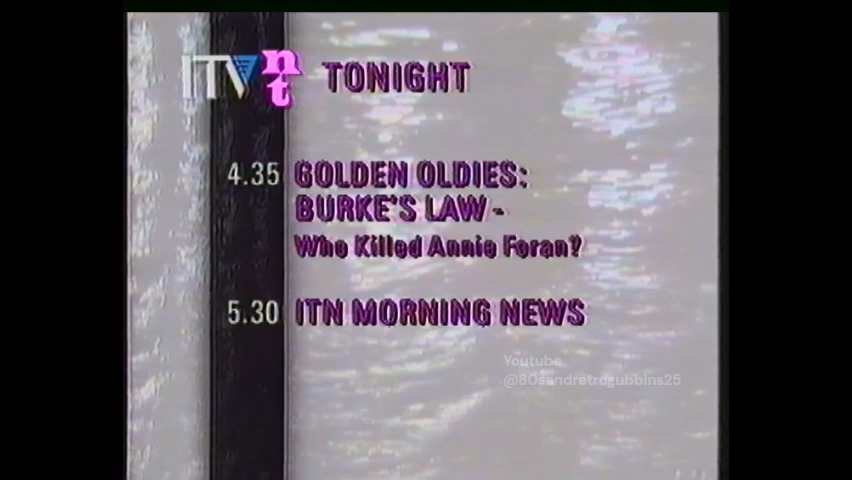 ITV nt TONIGHT
4.35 GOLDEN OLDIES:
BURKE'S LAW -
Who Killed Annie Foran?
5.30 ITN MORNING NEWS
Youtube
@80sandretrogubbins25